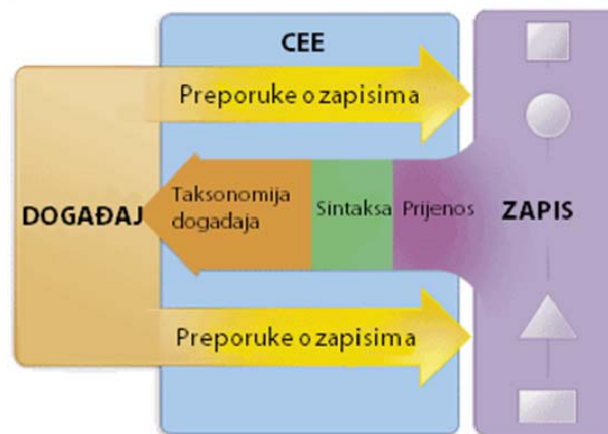 CEE
Preporuke o zapisima
DOGAĐAJ
Taksonomija
događaja
Sintaksa
Prijenos
ZAPIS
Preporuke o zapisima